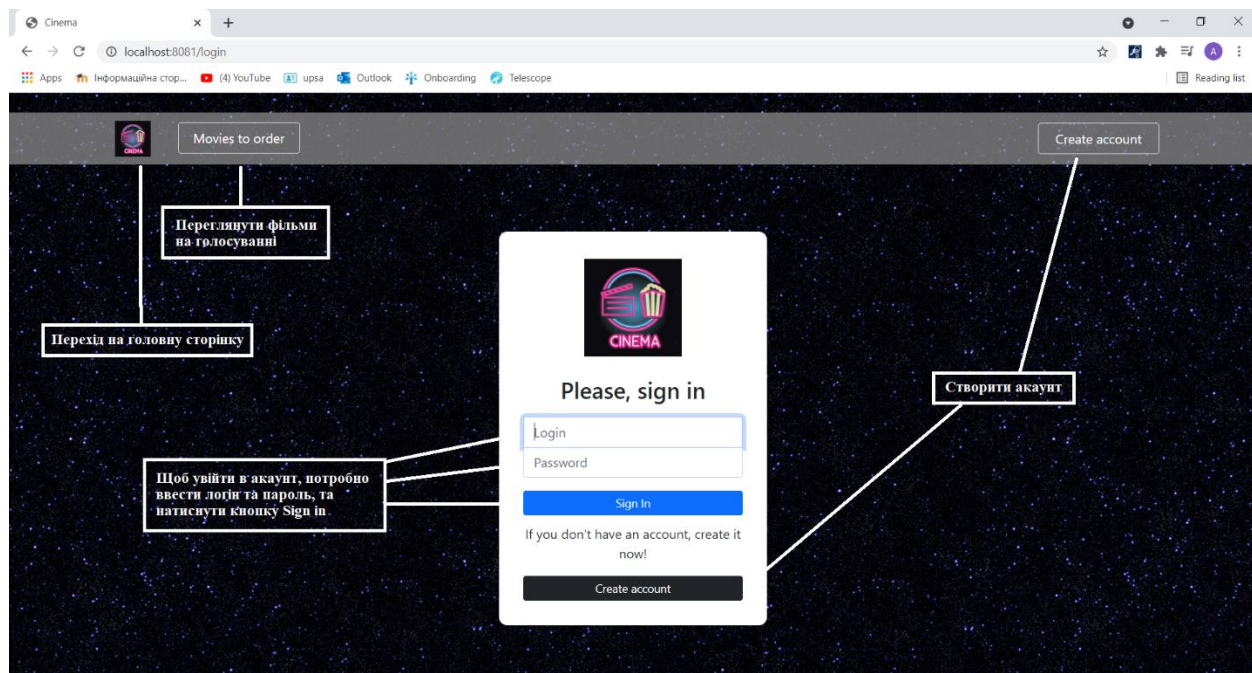 Cinema
localhost:8081/login
Apps Інформаційна стор... (4) YouTube upsa Outlook Onboarding Telescope Reading list
CINEMA Movies to order Create account
Переглянути фільми
на голосуванні
Перехід на головну сторінку
CINEMA
Please, sign in
Login
Password
Sign In
If you don't have an account, create it
now!
Create account
Створити акаунт
Щоб увійти в акаунт, потробно
ввести логін та пароль, та
натиснути кнопку Sign in
A